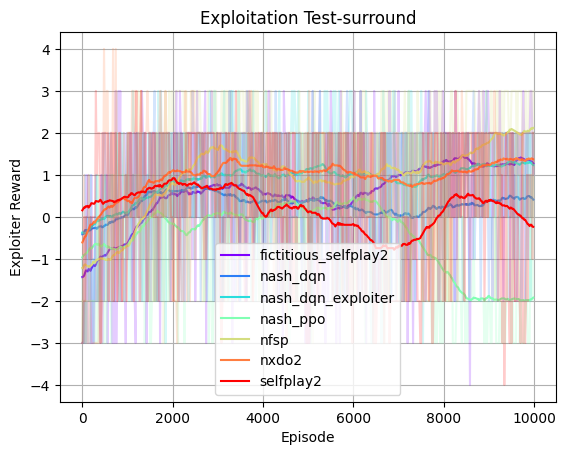 Exploitation Test-surround
Exploiter Reward
4
3
2
1
0
−1
−2
−3
−4
fictitious_selfplay2
nash_dqn
nash_dqn_exploiter
nash_ppo
nfsp
nxdo2
selfplay2
0
2000
4000
6000
8000
10000
Episode